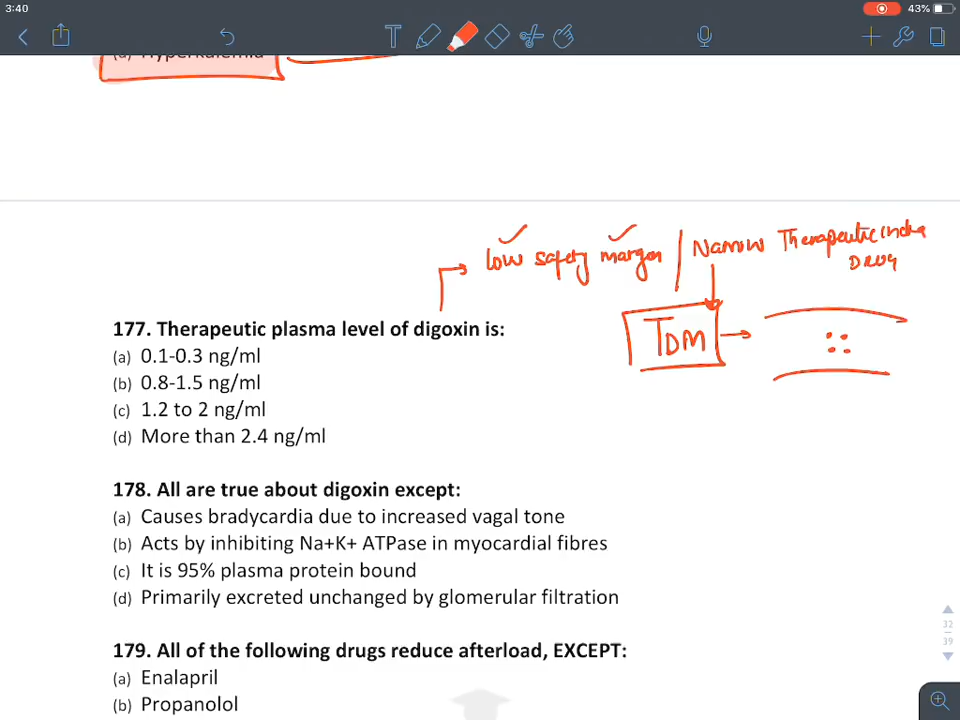 3:40
43%
T
(d) Hyperkalemia
low safety margin / Narrow Therapeutic index
DRUG
TDM
177. Therapeutic plasma level of digoxin is:
(a) 0.1-0.3 ng/ml
(b) 0.8-1.5 ng/ml
(c) 1.2 to 2 ng/ml
(d) More than 2.4 ng/ml
178. All are true about digoxin except:
(a) Causes bradycardia due to increased vagal tone
(b) Acts by inhibiting Na+K+ ATPase in myocardial fibres
(c) It is 95% plasma protein bound
(d) Primarily excreted unchanged by glomerular filtration
32
39
179. All of the following drugs reduce afterload, EXCEPT:
(a) Enalapril
(b) Propanolol